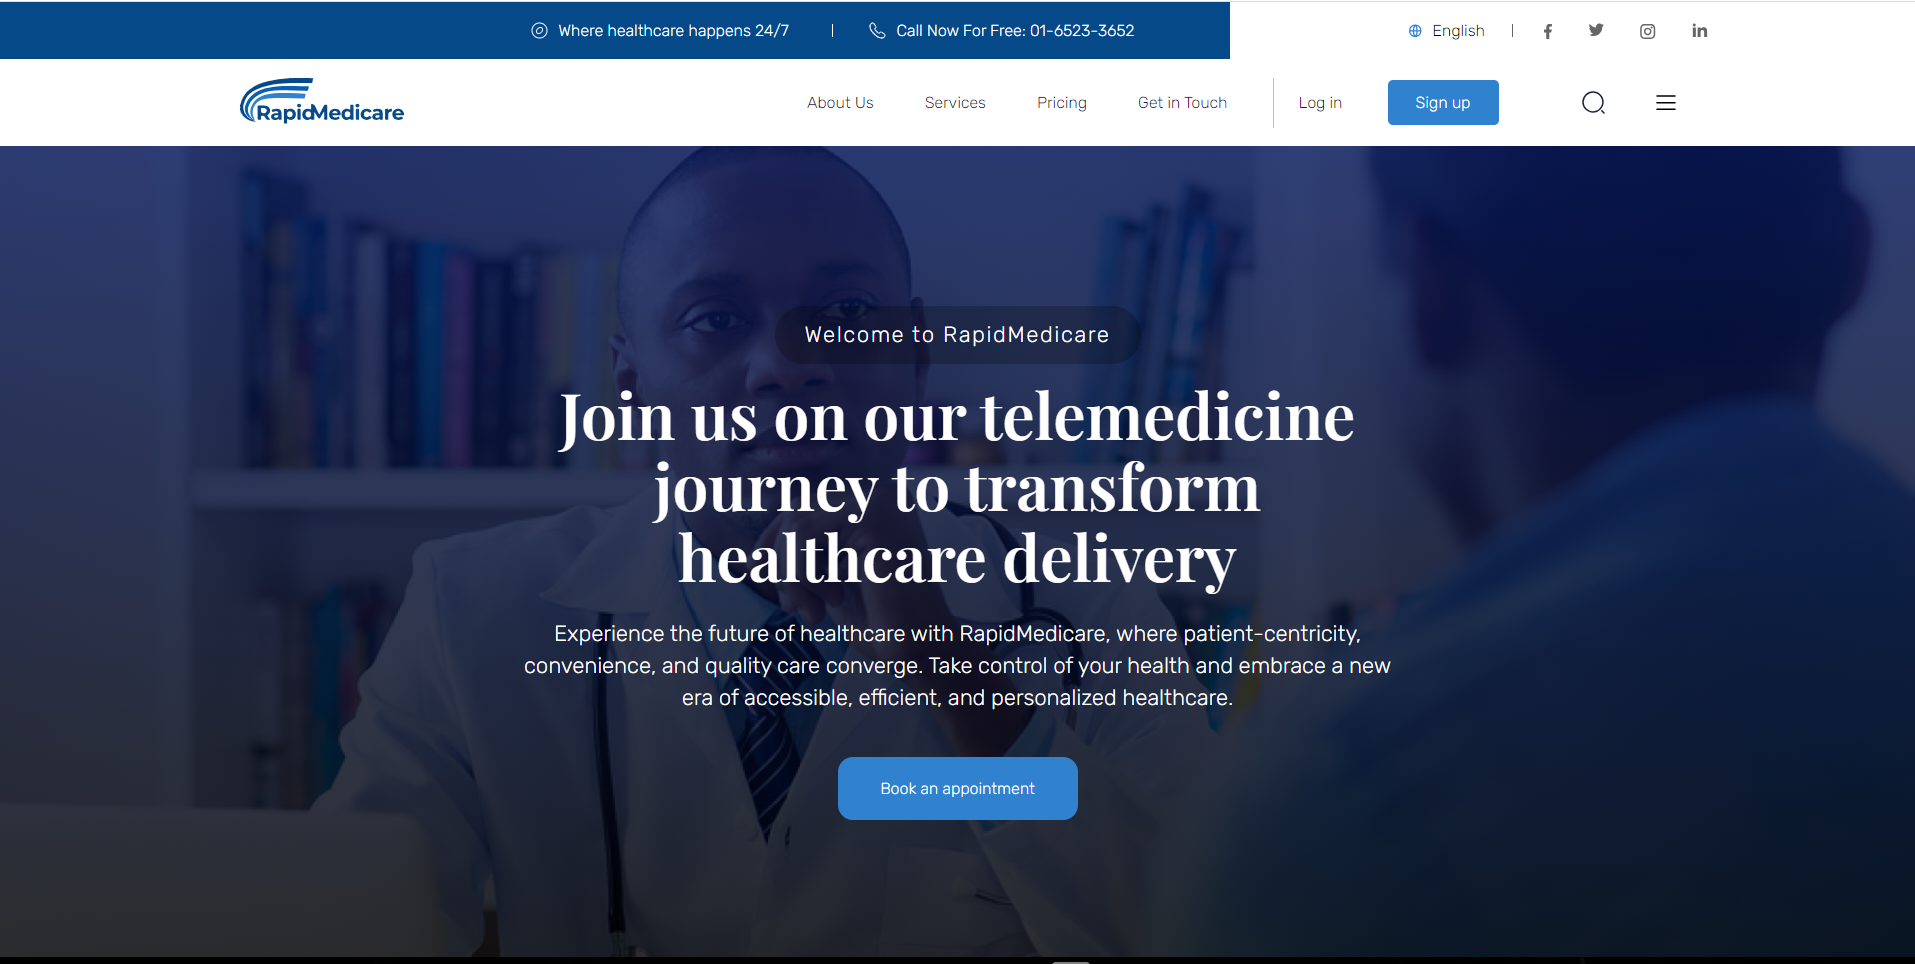 Where healthcare happens 24/7
Call Now For Free: 01-6523-3652
English
RapidMedicare
About Us
Services
Pricing
Get in Touch
Log in
Sign up
Welcome to RapidMedicare
Join us on our telemedicine
journey to transform
healthcare delivery
Experience the future of healthcare with RapidMedicare, where patient-centricity,
convenience, and quality care converge. Take control of your health and embrace a new
era of accessible, efficient, and personalized healthcare.
Book an appointment